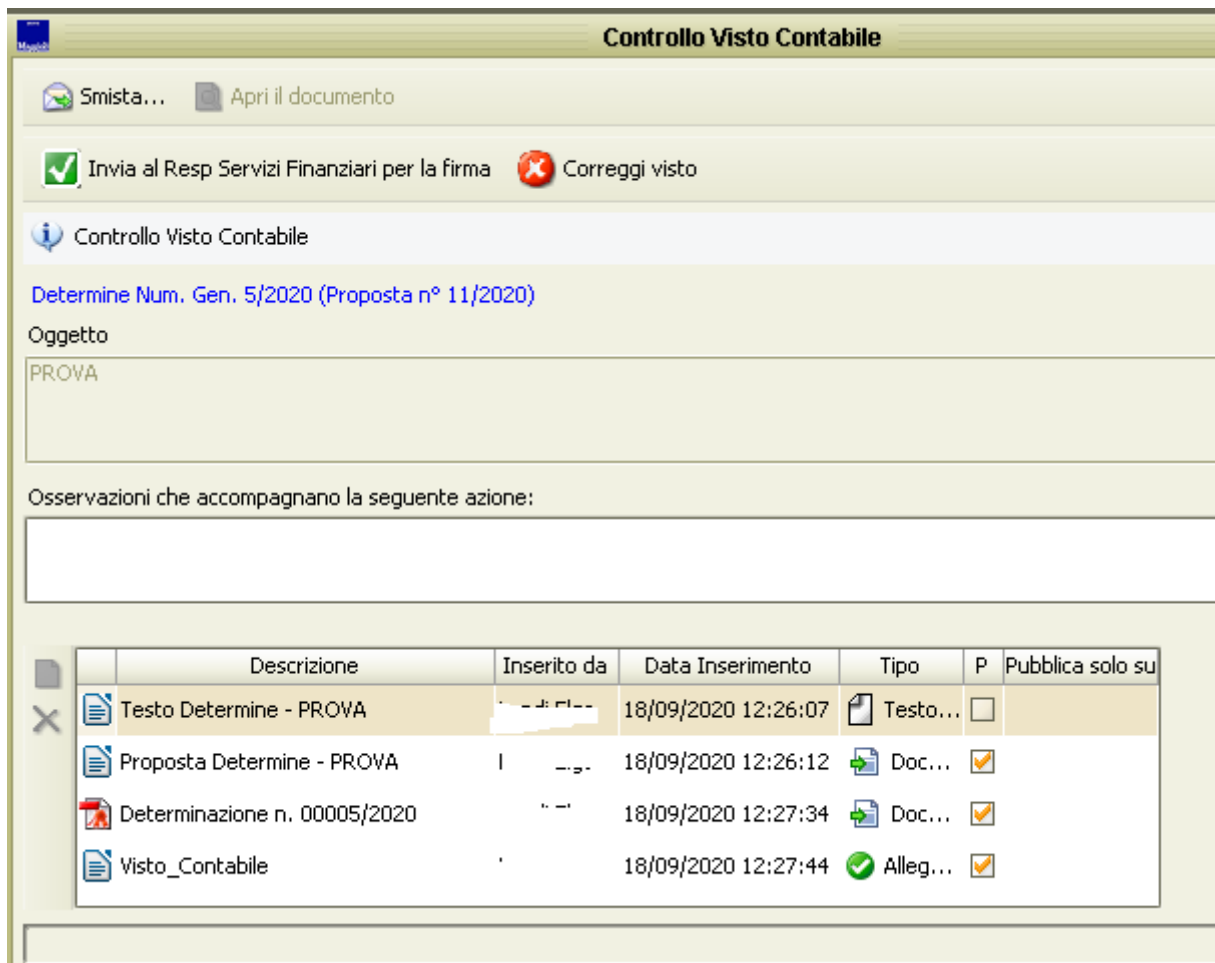 Maggioli
Controllo Visto Contabile
Smista... Apri il documento
Invia al Resp Servizi Finanziari per la firma Correggi visto
Controllo Visto Contabile
Determine Num. Gen. 5/2020 (Proposta n° 11/2020)
Oggetto
PROVA
Osservazioni che accompagnano la seguente azione:
Descrizione Inserito da Data Inserimento Tipo P Pubblica solo su
Testo Determine - PROVA 18/09/2020 12:26:07 Testo...
Proposta Determine - PROVA 18/09/2020 12:26:12 Doc...
Determinazione n. 00005/2020 18/09/2020 12:27:34 Doc...
Visto_Contabile 18/09/2020 12:27:44 Alleg...